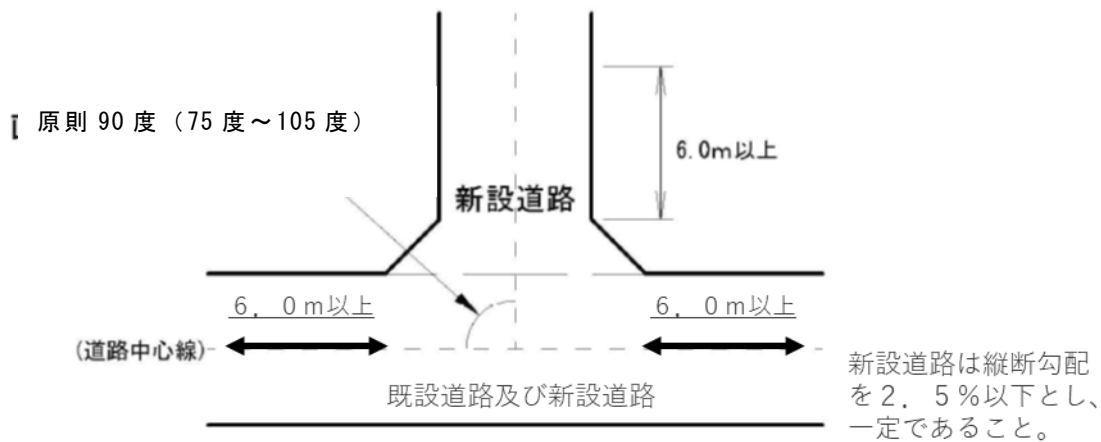 原則 90 度（75 度～105 度）
6.0m以上
新設道路
6．0ｍ以上
6．0ｍ以上
(道路中心線)
既設道路及び新設道路
新設道路は縦断勾配
を２．５％以下とし、
一定であること。